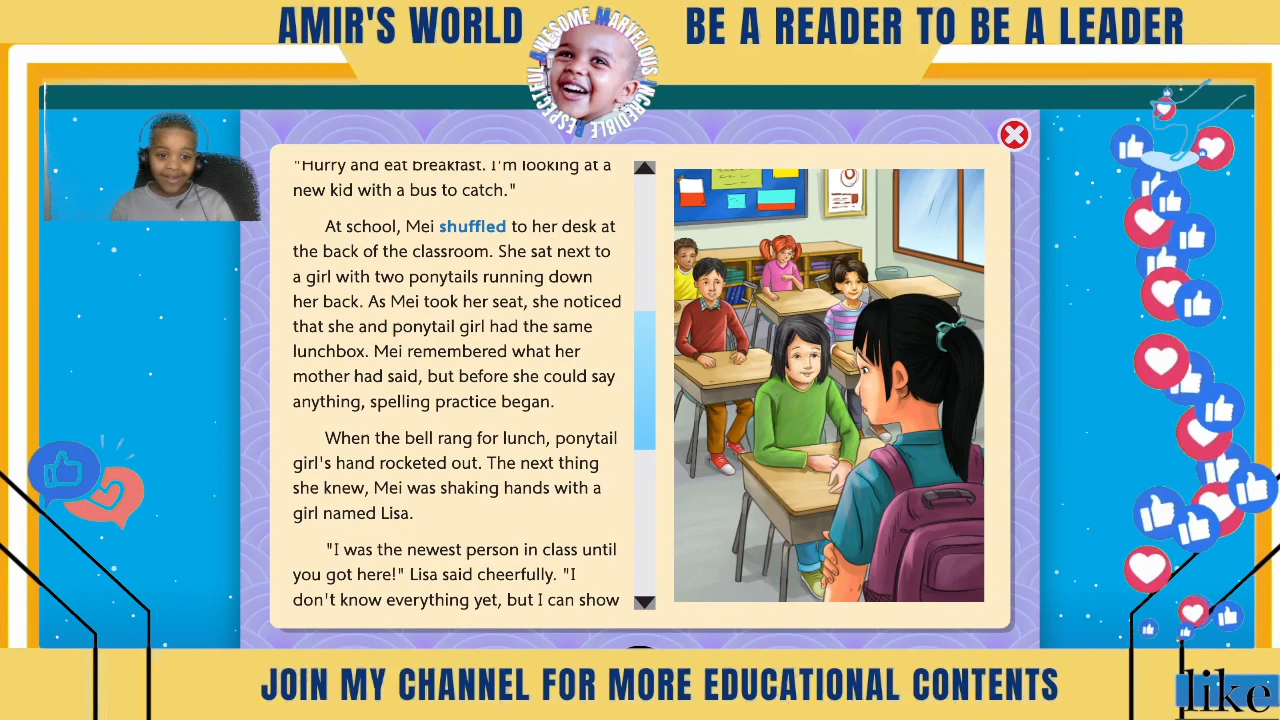 AMIR'S WORLD
BE A READER TO BE A LEADER
AWESOME MARVELOUS INCREDIBLE RESPECTFUL
"Hurry and eat breakfast. I'm looking at a
new kid with a bus to catch."
At school, Mei shuffled to her desk at
the back of the classroom. She sat next to
a girl with two ponytails running down
her back. As Mei took her seat, she noticed
that she and ponytail girl had the same
lunchbox. Mei remembered what her
mother had said, but before she could say
anything, spelling practice began.
When the bell rang for lunch, ponytail
girl's hand rocketed out. The next thing
she knew, Mei was shaking hands with a
girl named Lisa.
"I was the newest person in class until
you got here!" Lisa said cheerfully. "I
don't know everything yet, but I can show
JOIN MY CHANNEL FOR MORE EDUCATIONAL CONTENTS
like